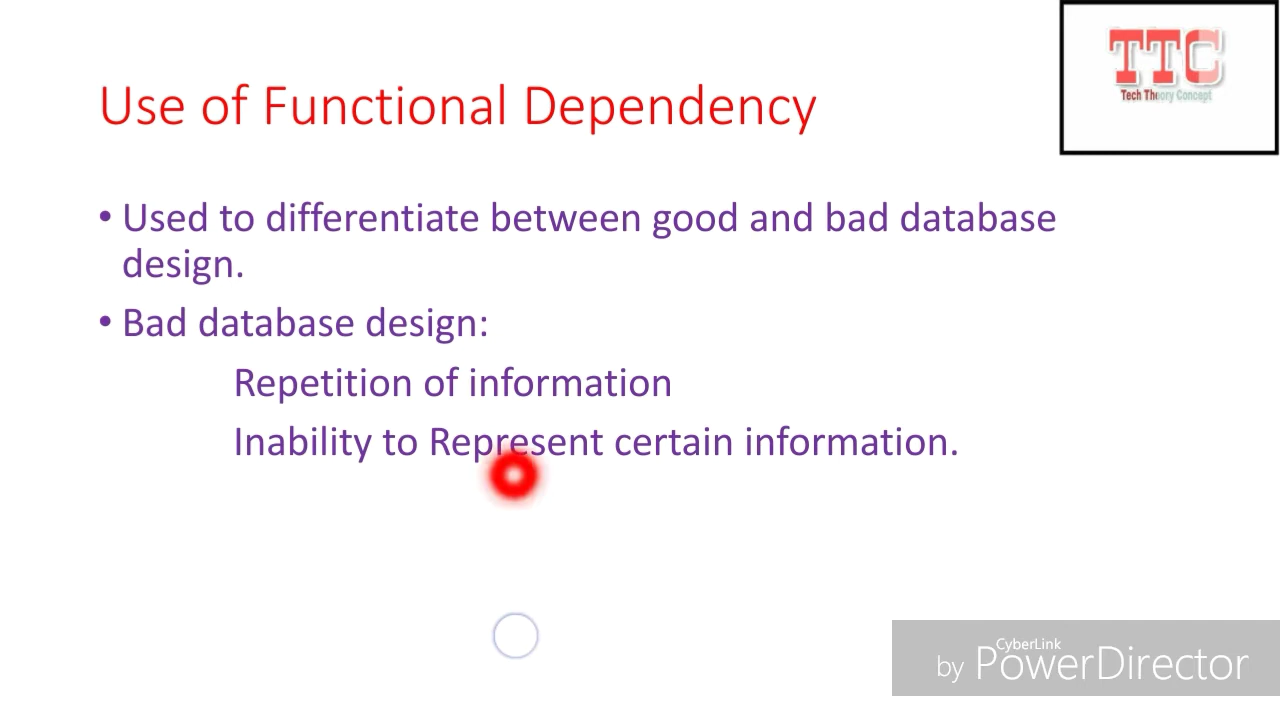 TTC
Tech Theory Concept
Use of Functional Dependency
• Used to differentiate between good and bad database
design.
• Bad database design:
Repetition of information
Inability to Represent certain information.
CyberLink
by PowerDirector